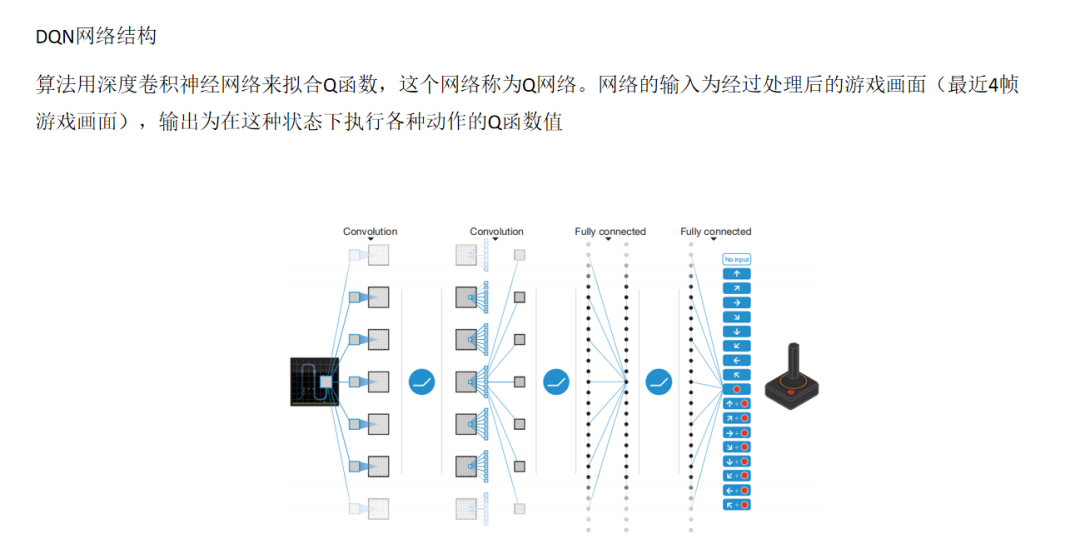 DQN网络结构
算法用深度卷积神经网络来拟合Q函数，这个网络称为Q网络。网络的输入为经过处理后的游戏画面（最近4帧
游戏画面），输出为在这种状态下执行各种动作的Q函数值
Convolution Convolution Fully connected Fully connected
No input